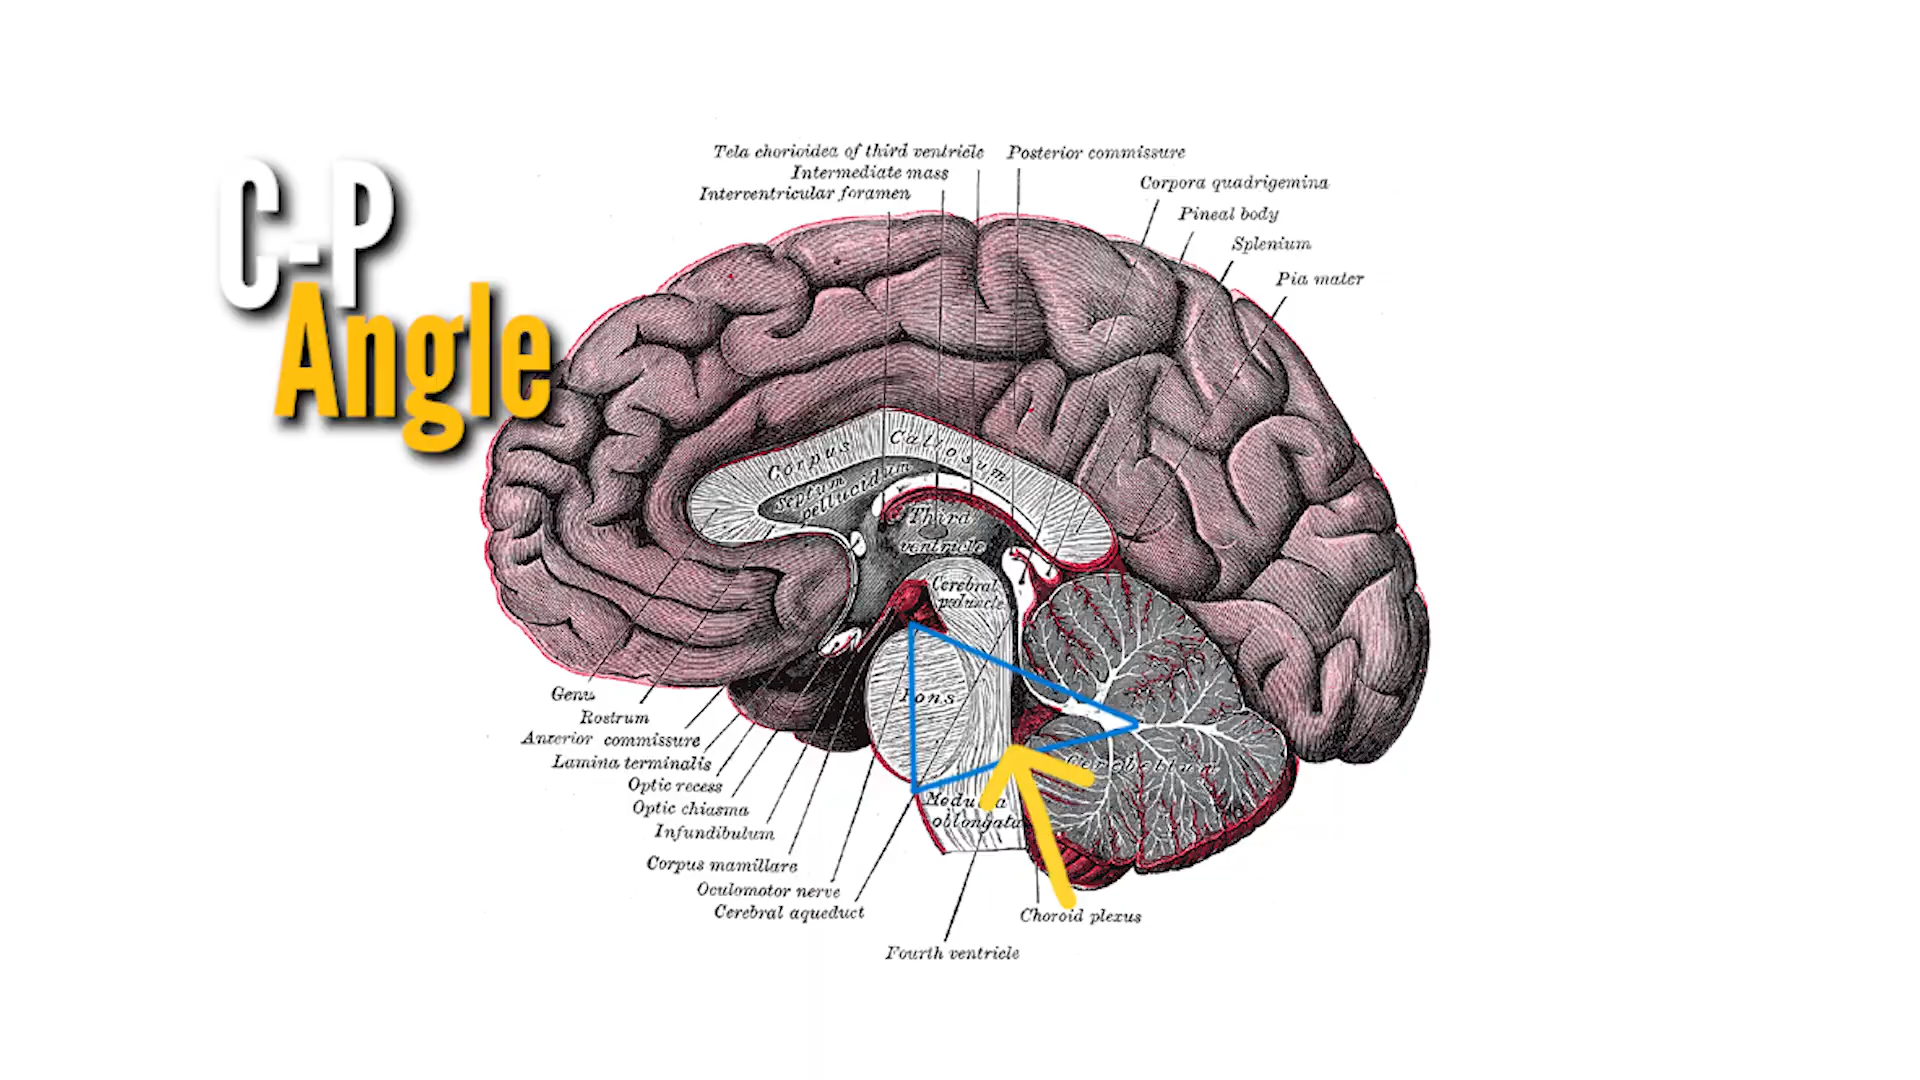 C-P
Angle
Tela chorioidea of third ventricle
Intermediate mass
Interventricular foramen
Posterior commissure
Corpora quadrigemina
Pineal body
Splenium
Pia mater
Corpus Callosum
Septum
pellucidum
Third
ventricle
Cerebral
peduncle
Pons
Cerebellum
Medulla
oblongata
Genu
Rostrum
Anterior commissure
Lamina terminalis
Optic recess
Optic chiasma
Infundibulum
Corpus mamillare
Oculomotor nerve
Cerebral aqueduct
Choroid plexus
Fourth ventricle